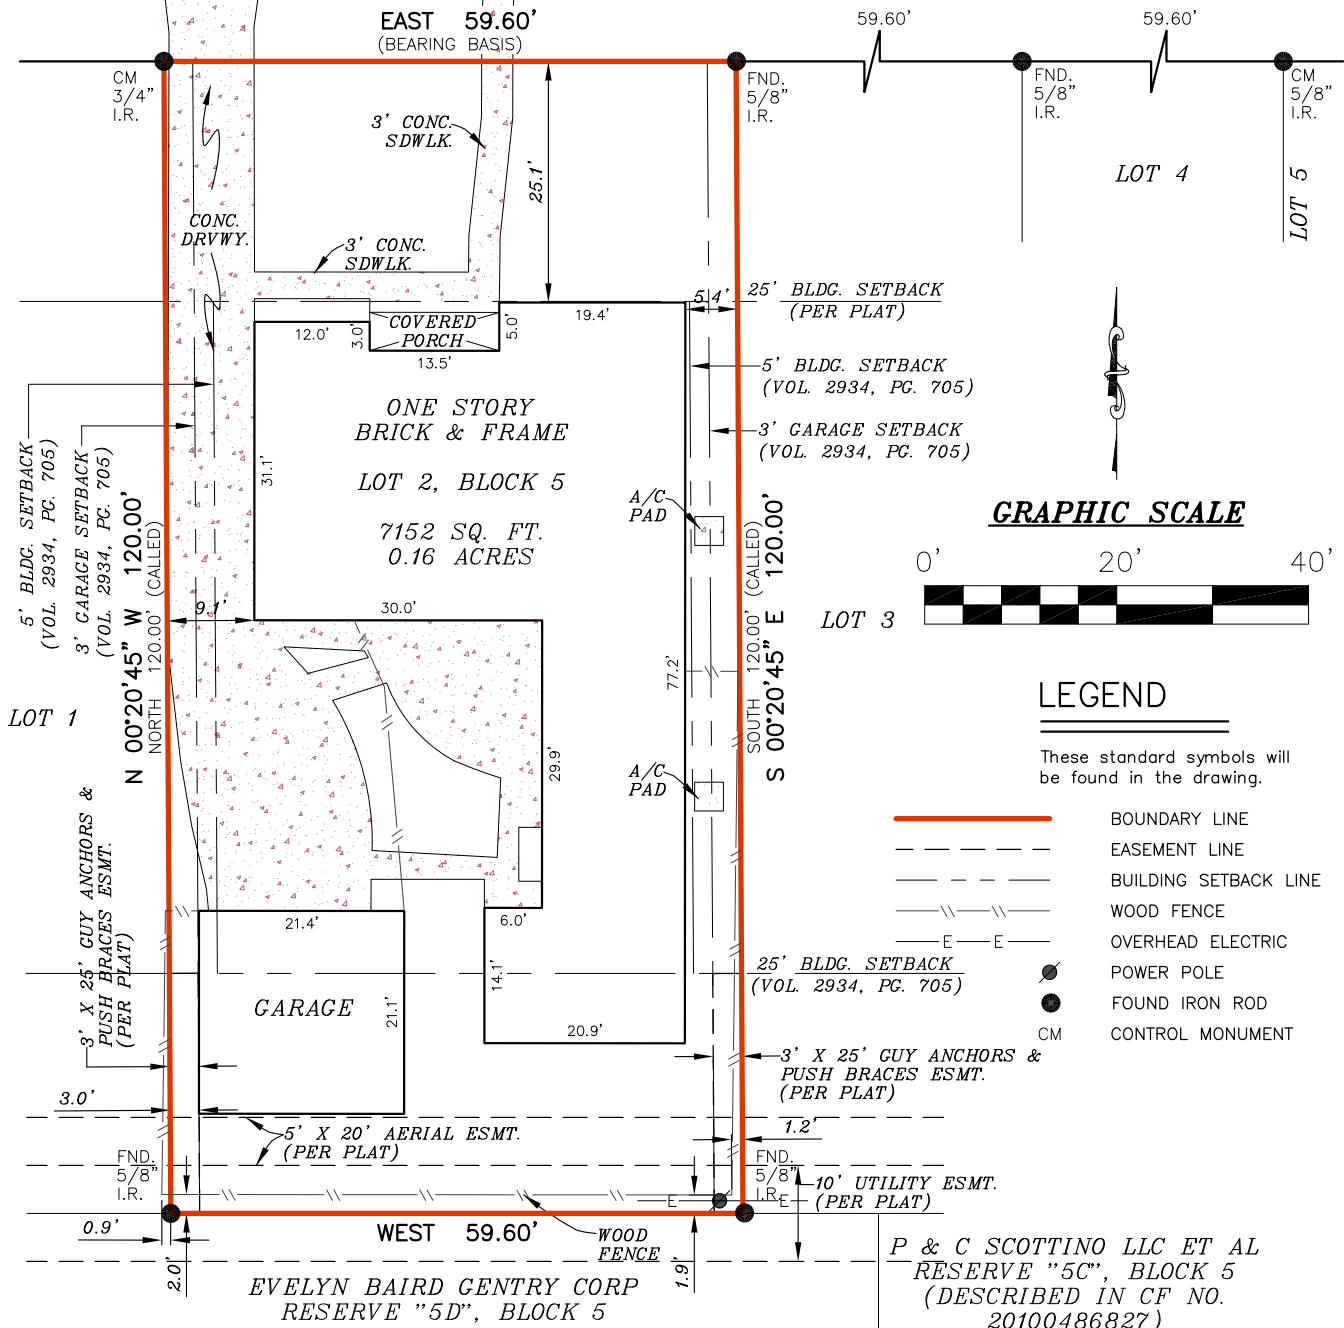 EAST 59.60'
(BEARING BASIS)
59.60'
59.60'
CM
3/4"
I.R.
FND.
5/8"
I.R.
FND.
5/8"
I.R.
CM
5/8"
I.R.
3' CONC.
SDWLK.
25.1'
LOT 4
LOT 5
CONC.
DRVWY.
3' CONC.
SDWLK.
5.4'
25' BLDG. SETBACK
(PER PLAT)
12.0'
3.0'
COVERED
PORCH
13.5'
5.0'
19.4'
5' BLDG. SETBACK
(VOL. 2934, PG. 705)
3' GARAGE SETBACK
(VOL. 2934, PG. 705)
ONE STORY
BRICK & FRAME
LOT 2, BLOCK 5
7152 SQ. FT.
0.16 ACRES
31.1'
A/C
PAD
5' BLDG. SETBACK
(VOL. 2934, PG. 705)
3' GARAGE SETBACK
(VOL. 2934, PG. 705)
N 00°20'45" W 120.00'
NORTH 120.00' (CALLED)
S 00°20'45" E 120.00'
SOUTH 120.00' (CALLED)
GRAPHIC SCALE
0' 20' 40'
9.1'
30.0'
LOT 3
77.2'
LOT 1
29.9'
A/C
PAD
LEGEND
These standard symbols will
be found in the drawing.
BOUNDARY LINE
EASEMENT LINE
BUILDING SETBACK LINE
WOOD FENCE
E E OVERHEAD ELECTRIC
POWER POLE
FOUND IRON ROD
CM CONTROL MONUMENT
3' X 25' GUY ANCHORS &
PUSH BRACES ESMT.
(PER PLAT)
21.4'
6.0'
14.1'
GARAGE
21.1'
20.9'
25' BLDG. SETBACK
(VOL. 2934, PG. 705)
3' X 25' GUY ANCHORS &
PUSH BRACES ESMT.
(PER PLAT)
3.0'
5' X 20' AERIAL ESMT.
(PER PLAT)
1.2'
FND.
5/8"
I.R.
FND.
5/8"
I.R.
E
E
10' UTILITY ESMT.
(PER PLAT)
0.9'
2.0'
WEST 59.60'
WOOD
FENCE
1.9'
EVELYN BAIRD GENTRY CORP
RESERVE "5D", BLOCK 5
P & C SCOTTINO LLC ET AL
RESERVE "5C", BLOCK 5
(DESCRIBED IN CF NO.
20100486827)